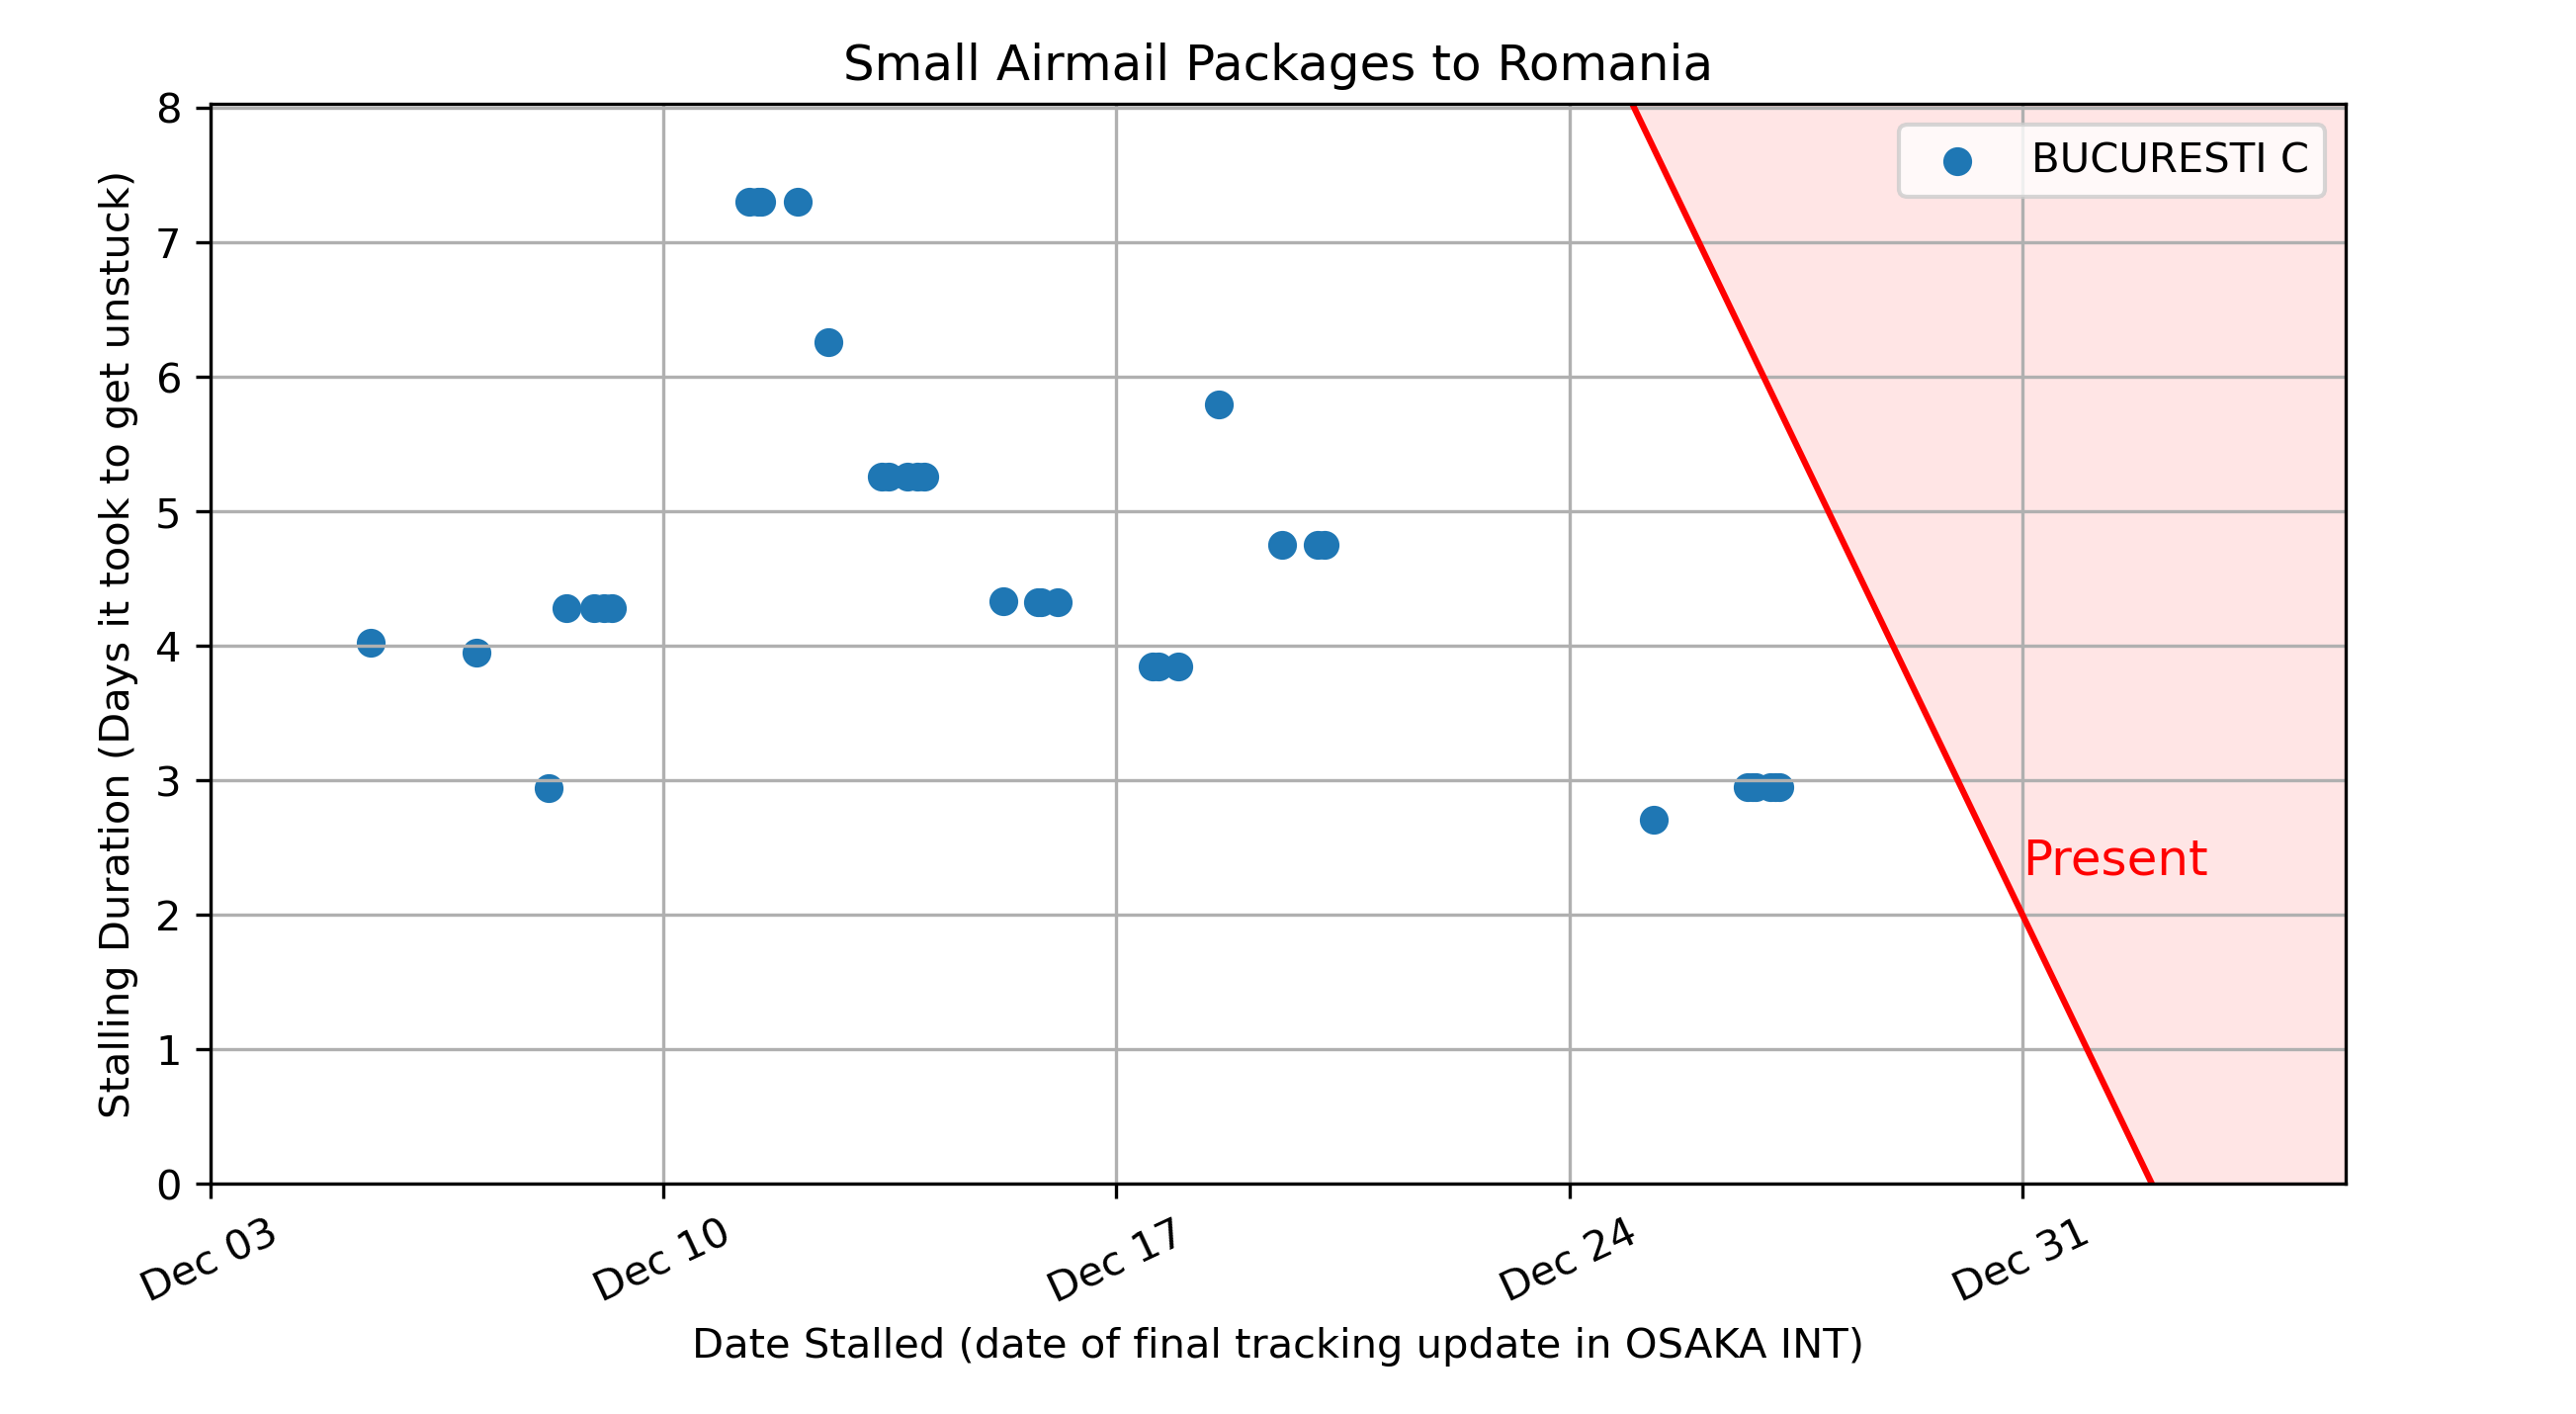 Small Airmail Packages to Romania
8
7
6
5
4
3
2
1
0
Stalling Duration (Days it took to get unstuck)
BUCURESTI C
Present
Dec 03
Dec 10
Dec 17
Dec 24
Dec 31
Date Stalled (date of final tracking update in OSAKA INT)